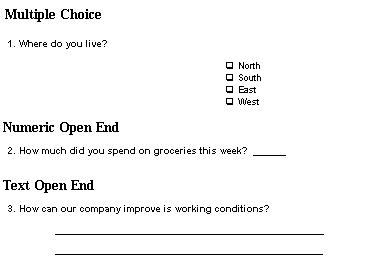 Multiple Choice
1. Where do you live?
❑ North
❑ South
❑ East
❑ West
Numeric Open End
2. How much did you spend on groceries this week? ______
Text Open End
3. How can our company improve is working conditions?